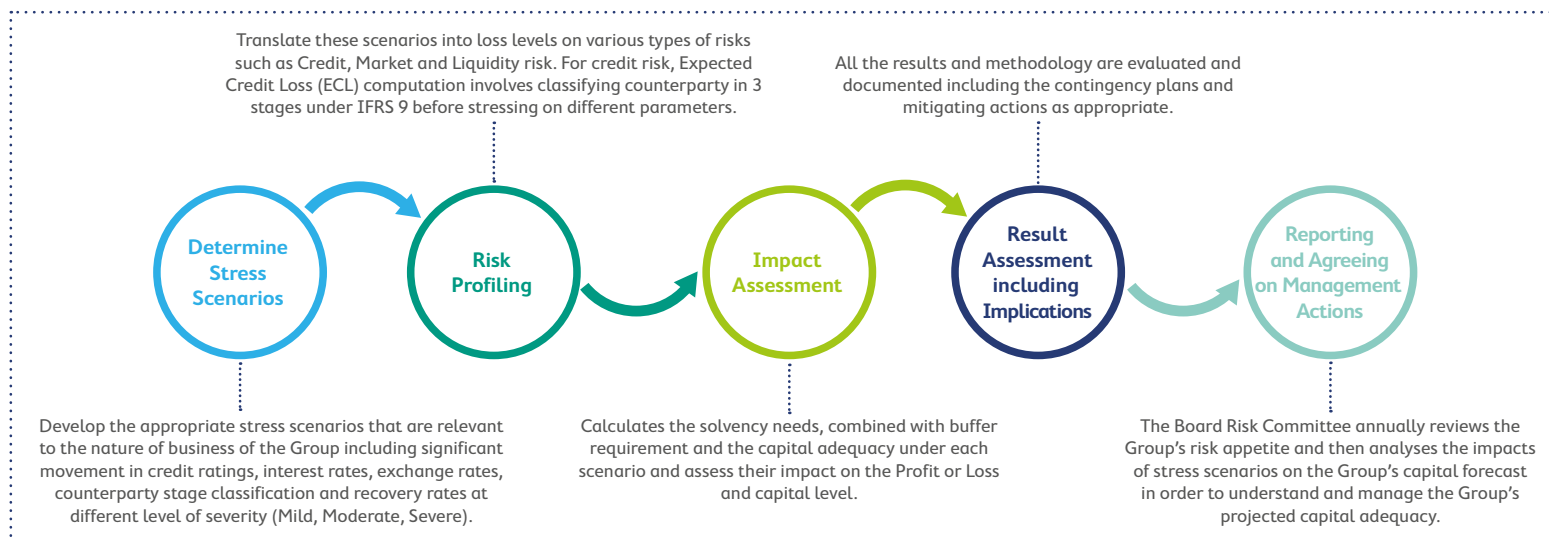 Translate these scenarios into loss levels on various types of risks
such as Credit, Market and Liquidity risk. For credit risk, Expected
Credit Loss (ECL) computation involves classifying counterparty in 3
stages under IFRS 9 before stressing on different parameters.
All the results and methodology are evaluated and
documented including the contingency plans and
mitigating actions as appropriate.
Determine
Stress
Scenarios
Risk
Profiling
Impact
Assessment
Result
Assessment
including
Implications
Reporting
and Agreeing
on Management
Actions
Develop the appropriate stress scenarios that are relevant
to the nature of business of the Group including significant
movement in credit ratings, interest rates, exchange rates,
counterparty stage classification and recovery rates at
different level of severity (Mild, Moderate, Severe).
Calculates the solvency needs, combined with buffer
requirement and the capital adequacy under each
scenario and assess their impact on the Profit or Loss
and capital level.
The Board Risk Committee annually reviews the
Group’s risk appetite and then analyses the impacts
of stress scenarios on the Group’s capital forecast
in order to understand and manage the Group’s
projected capital adequacy.